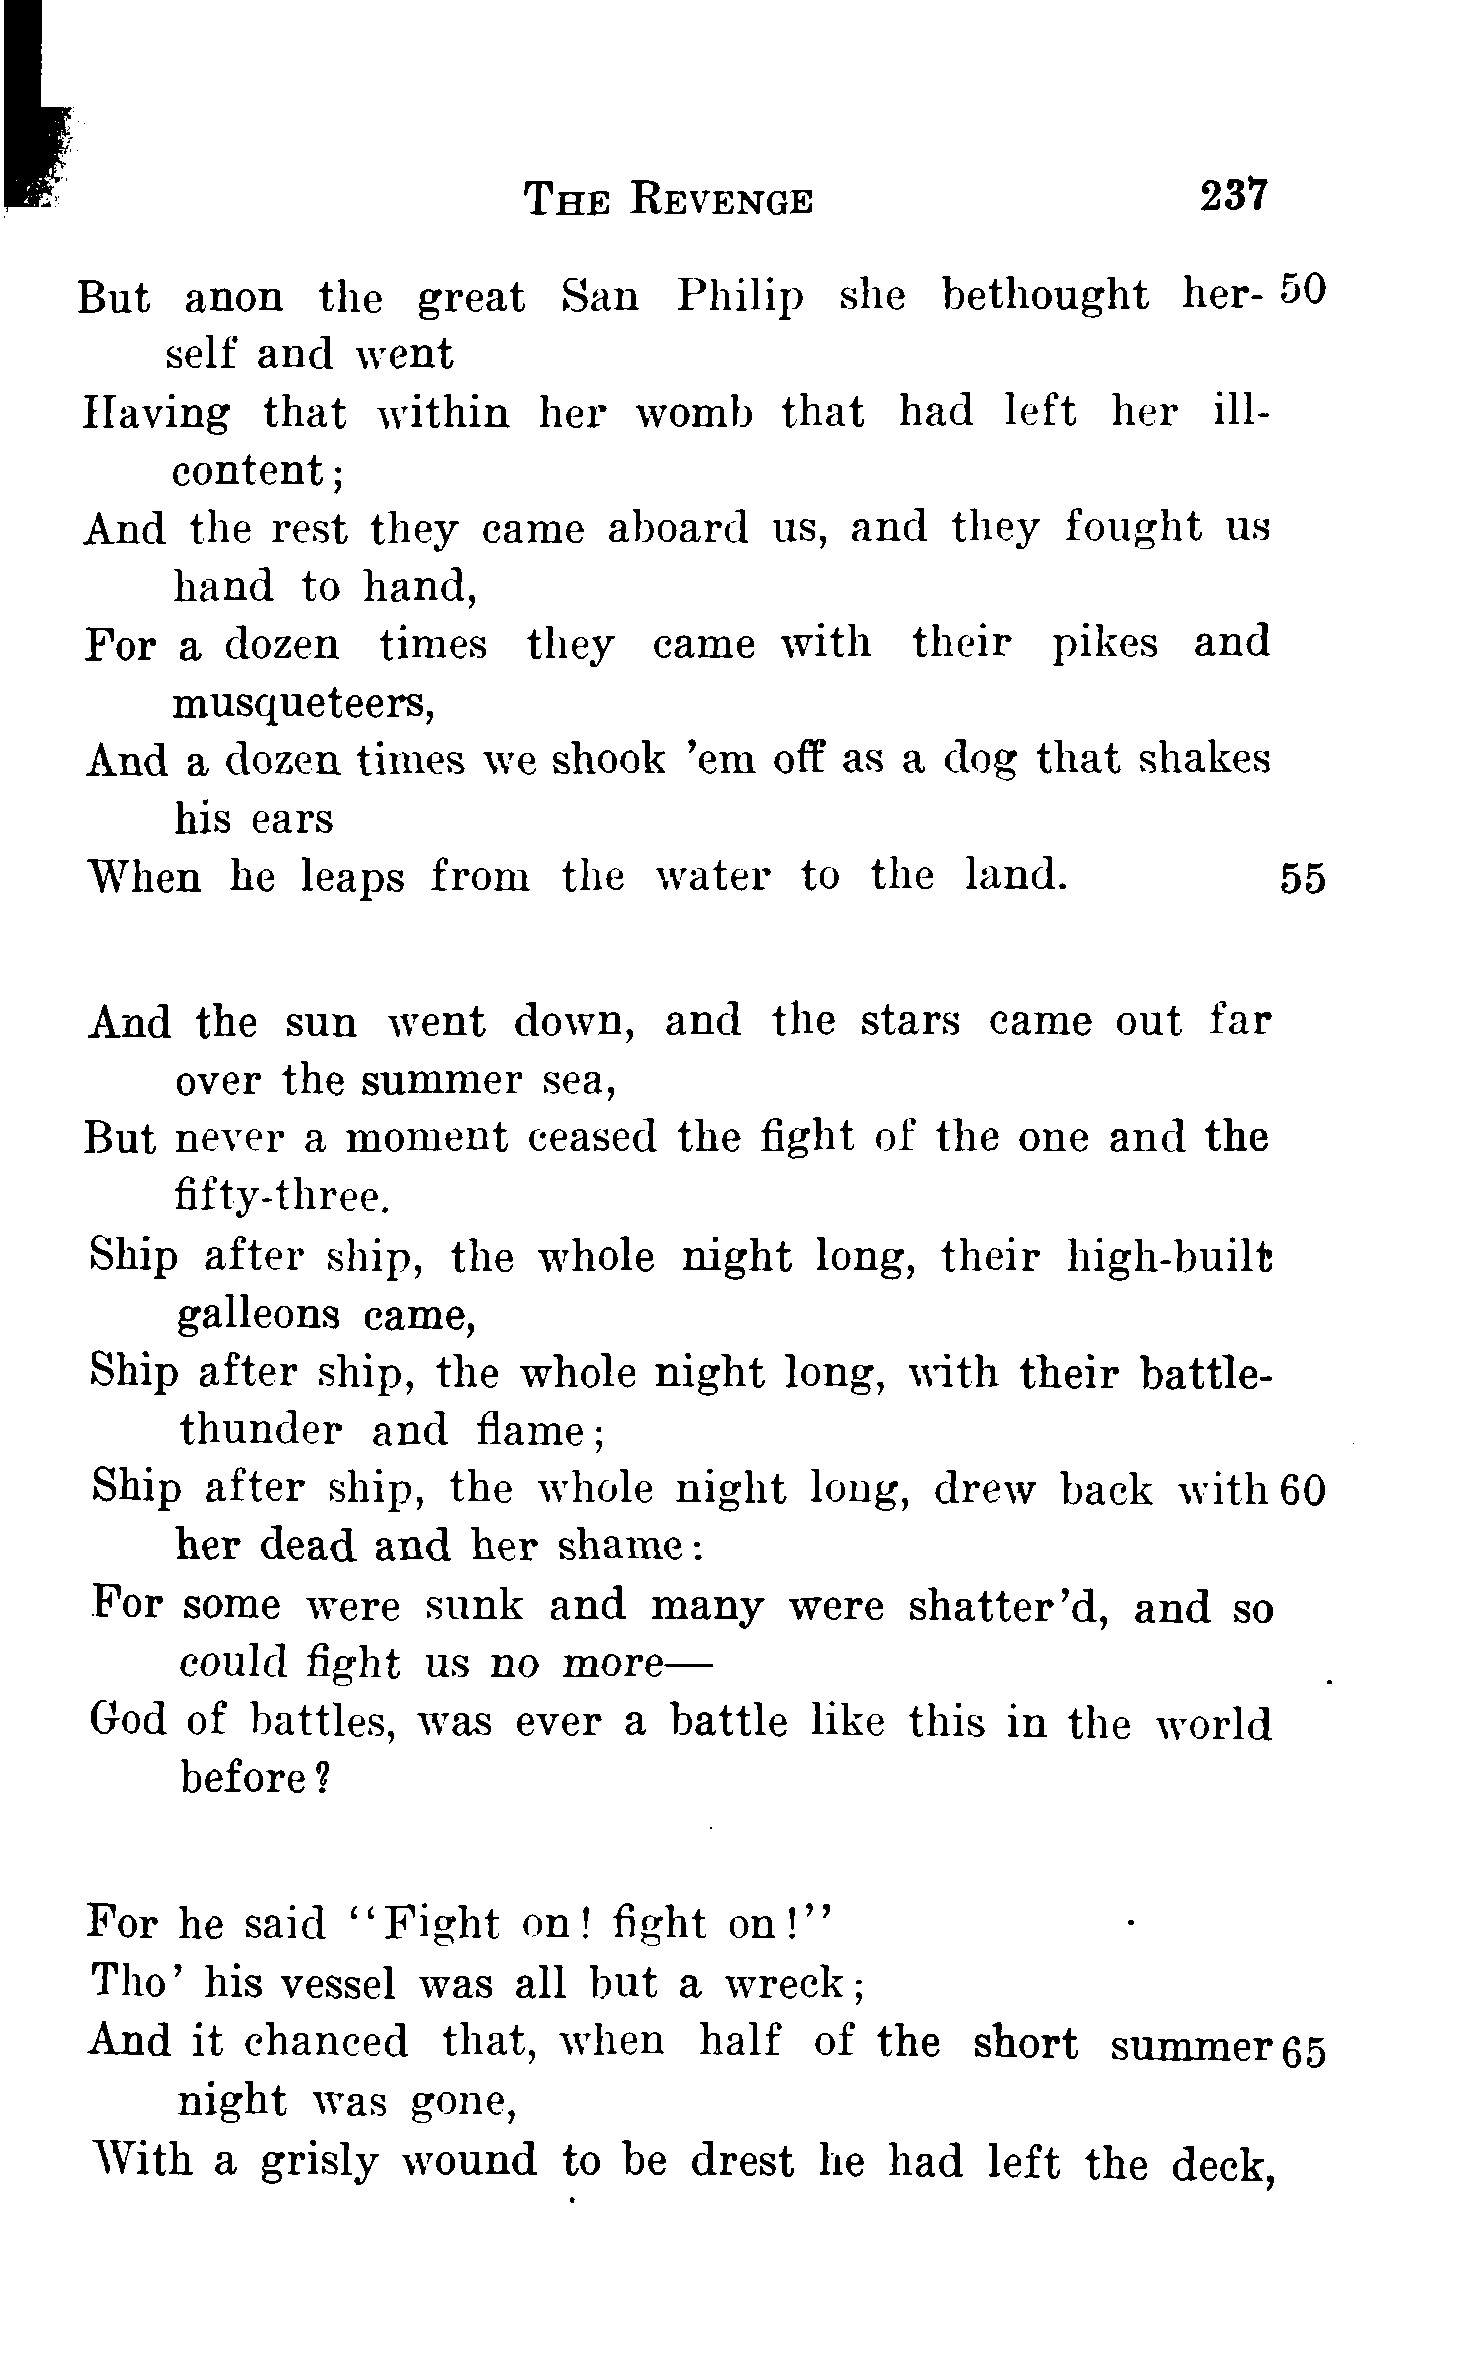 THE REVENGE 237
But anon the great San Philip she bethought her- 50
self and went
Having that within her womb that had left her ill-
content;
And the rest they came aboard us, and they fought us
hand to hand,
For a dozen times they came with their pikes and
musqueteers,
And a dozen times we shook 'em off as a dog that shakes
his ears
When he leaps from the water to the land. 55
And the sun went down, and the stars came out far
over the summer sea,
But never a moment ceased the fight of the one and the
fifty-three.
Ship after ship, the whole night long, their high-built
galleons came,
Ship after ship, the whole night long, with their battle-
thunder and flame;
Ship after ship, the whole night long, drew back with 60
her dead and her shame:
For some were sunk and many were shatter'd, and so
could fight us no more—
God of battles, was ever a battle like this in the world
before?
For he said "Fight on! fight on!"
Tho' his vessel was all but a wreck;
And it chanced that, when half of the short summer 65
night was gone,
With a grisly wound to be drest he had left the deck,